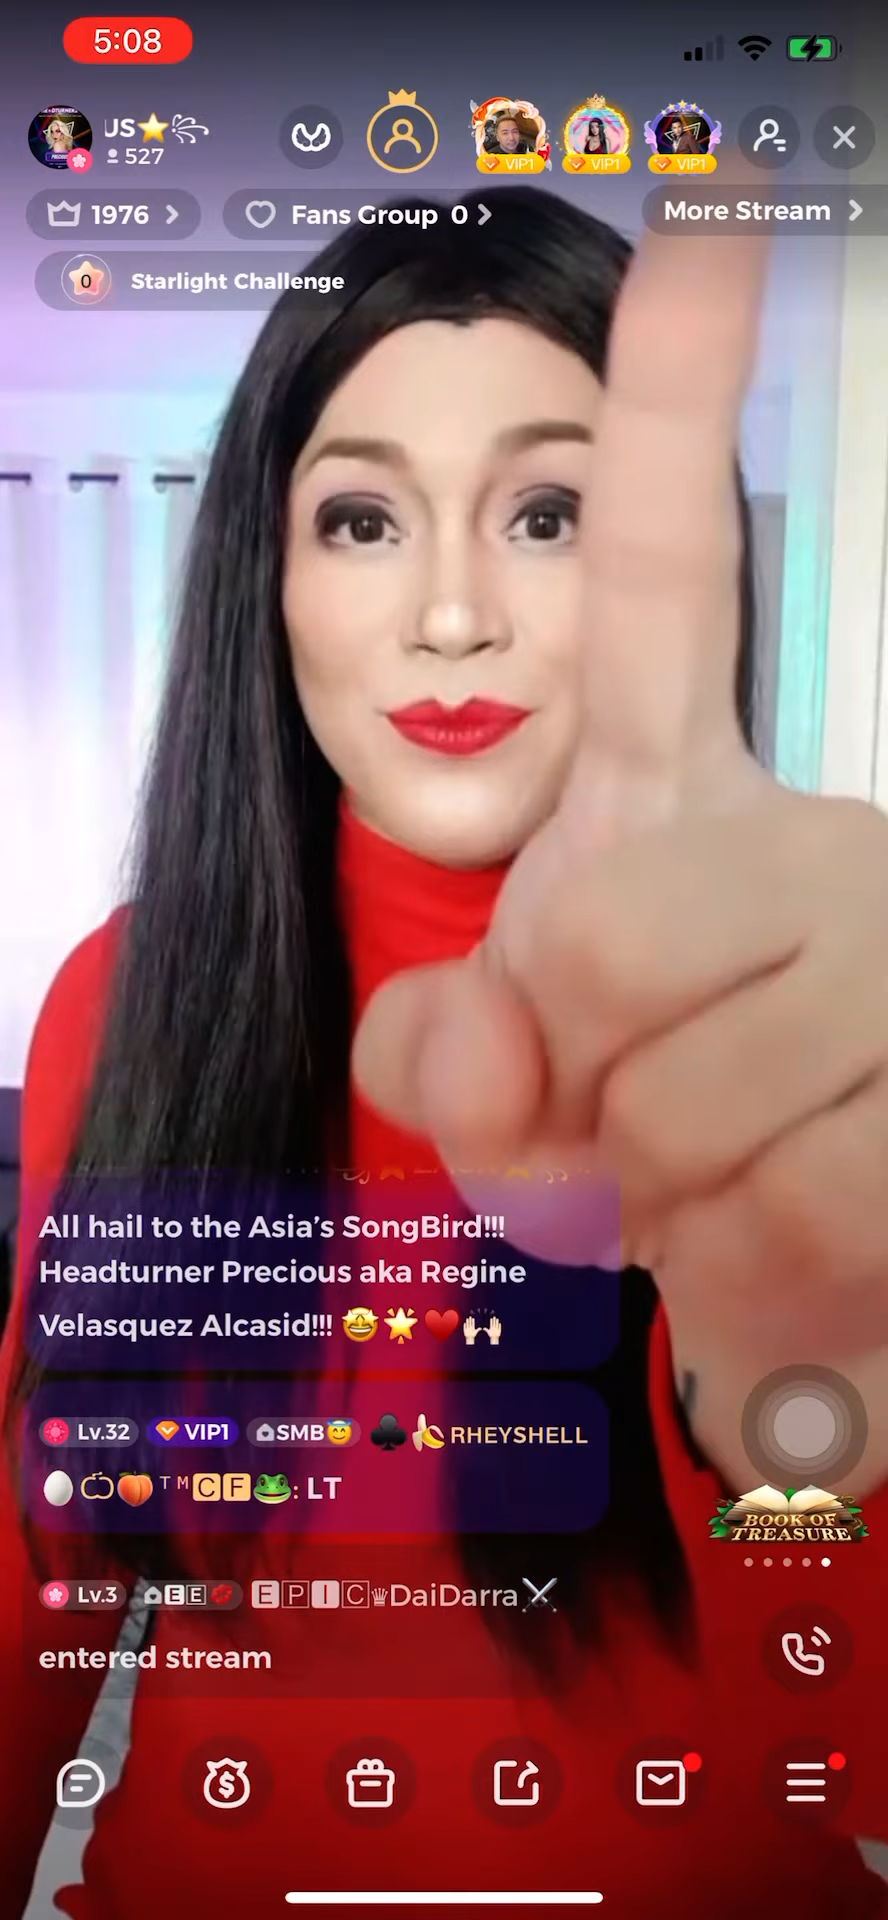 5:08
US⭐
527
VIP1
VIP1
VIP1
1976
Fans Group 0
More Stream
0
Starlight Challenge
All hail to the Asia's SongBird!!!
Headturner Precious aka Regine
Velasquez Alcasid!!! 🤩🌟❤️🙌🏻
Lv.32 VIP1 SMB😇 ♣️🍌RHEYSHELL
🥚🍑ᵀᴹ🅲🅵🐸: LT
BOOK OF
TREASURE
Lv.3 🄴🄴💋 🄴🄿🄸🄲♛DaiDarra⚔️
entered stream